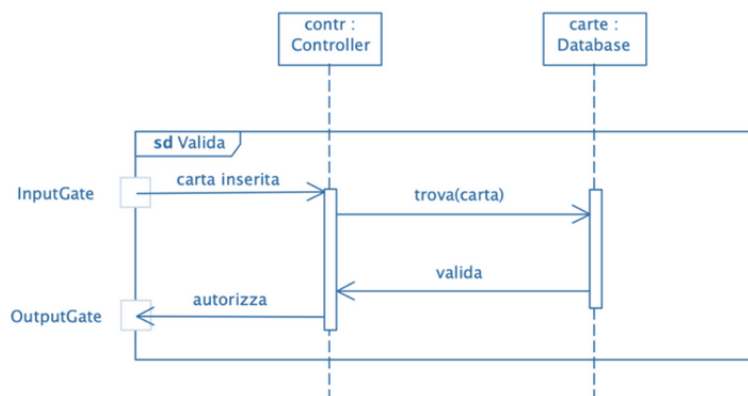 contr :
Controller
carte :
Database
sd Valida
InputGate
carta inserita
trova(carta)
valida
autorizza
OutputGate